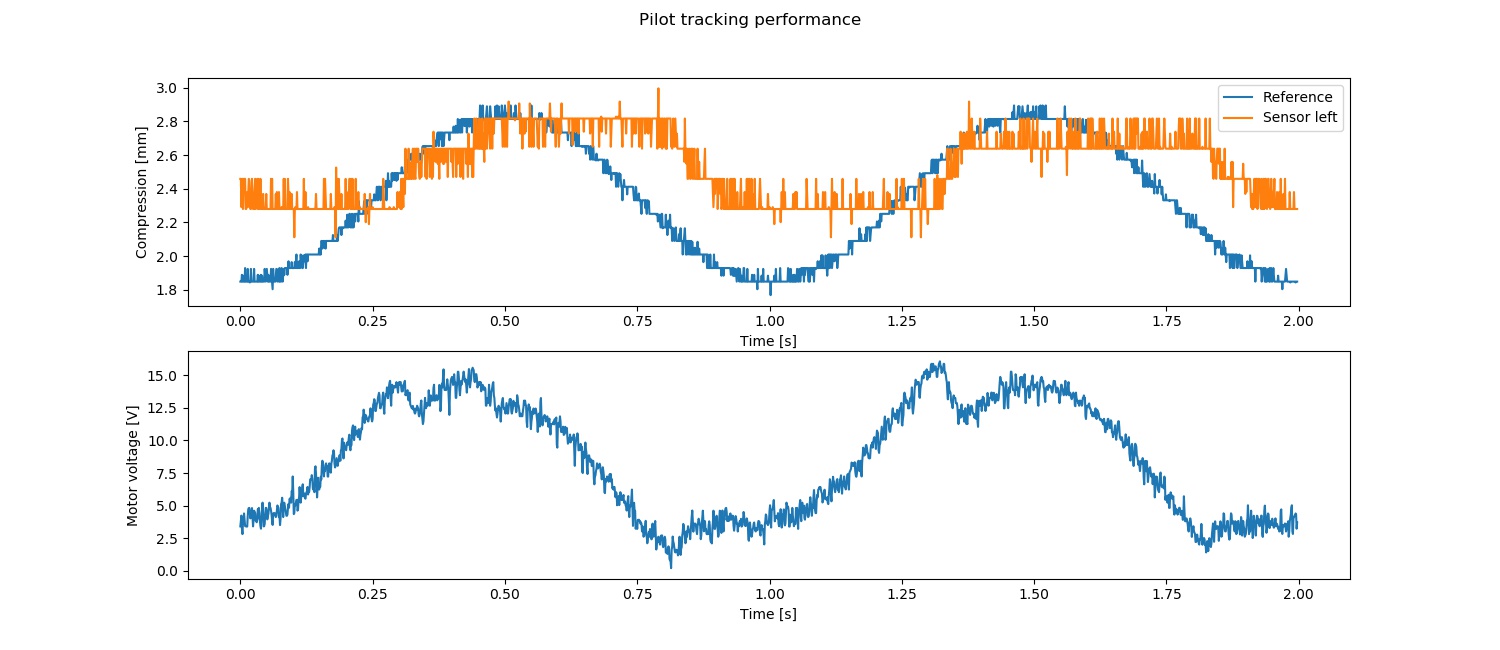 Pilot tracking performance
3.0
2.8
2.6
2.4
2.2
2.0
1.8
Compression [mm]
Reference
Sensor left
0.00 0.25 0.50 0.75 1.00 1.25 1.50 1.75 2.00
Time [s]
15.0
12.5
10.0
7.5
5.0
2.5
0.0
Motor voltage [V]
0.00 0.25 0.50 0.75 1.00 1.25 1.50 1.75 2.00
Time [s]